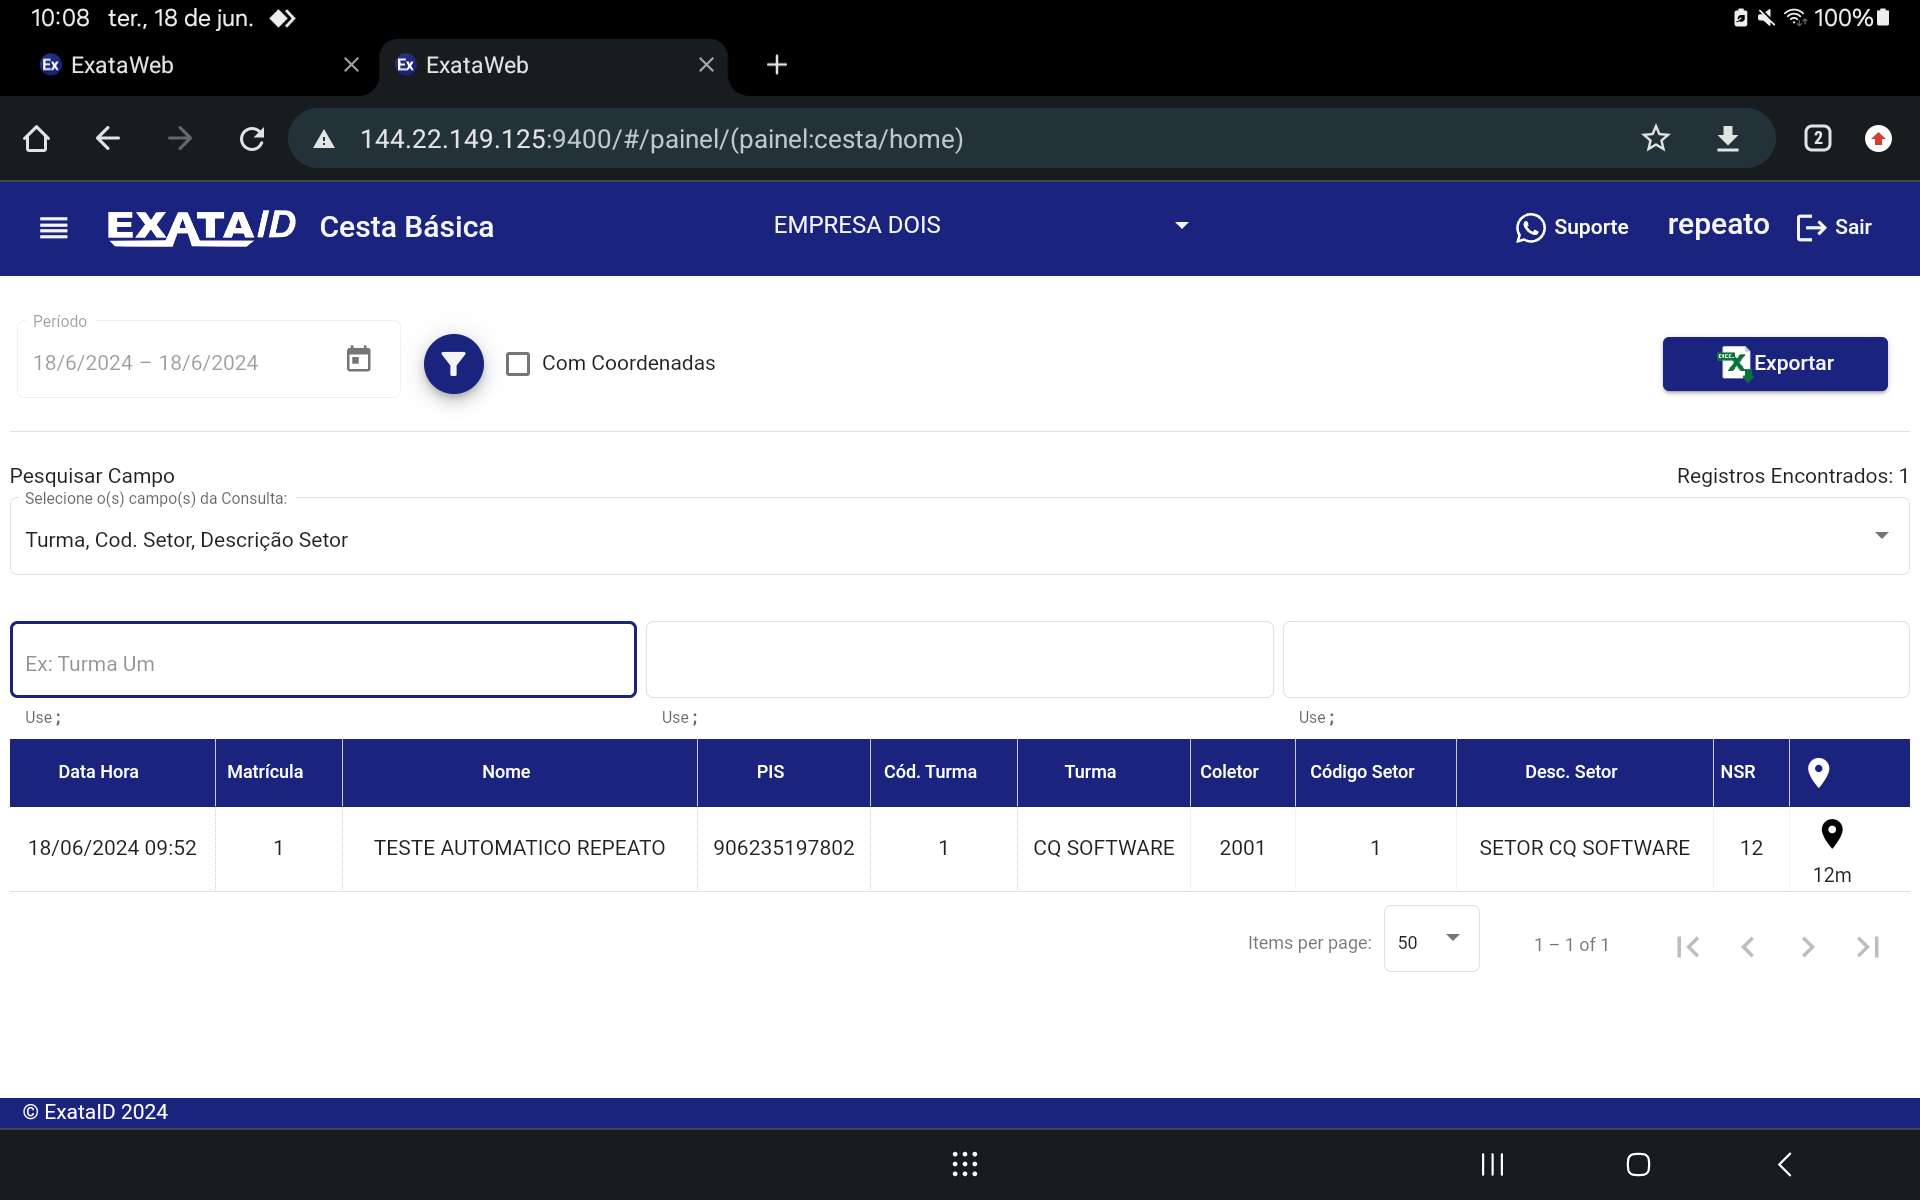 10:08 ter., 18 de jun. 100%
Ex ExataWeb Ex ExataWeb
144.22.149.125:9400/#/painel/(painel:cesta/home) 2
EXATAID Cesta Básica EMPRESA DOIS Suporte repeato Sair
Período
18/6/2024 – 18/6/2024 Com Coordenadas Exportar
Pesquisar Campo Registros Encontrados: 1
Selecione o(s) campo(s) da Consulta:
Turma, Cod. Setor, Descrição Setor
Ex: Turma Um
Use ; Use ; Use ;
Data Hora Matrícula Nome PIS Cód. Turma Turma Coletor Código Setor Desc. Setor NSR
18/06/2024 09:52 1 TESTE AUTOMATICO REPEATO 906235197802 1 CQ SOFTWARE 2001 1 SETOR CQ SOFTWARE 12
12m
Items per page: 50 1 – 1 of 1
© ExataID 2024